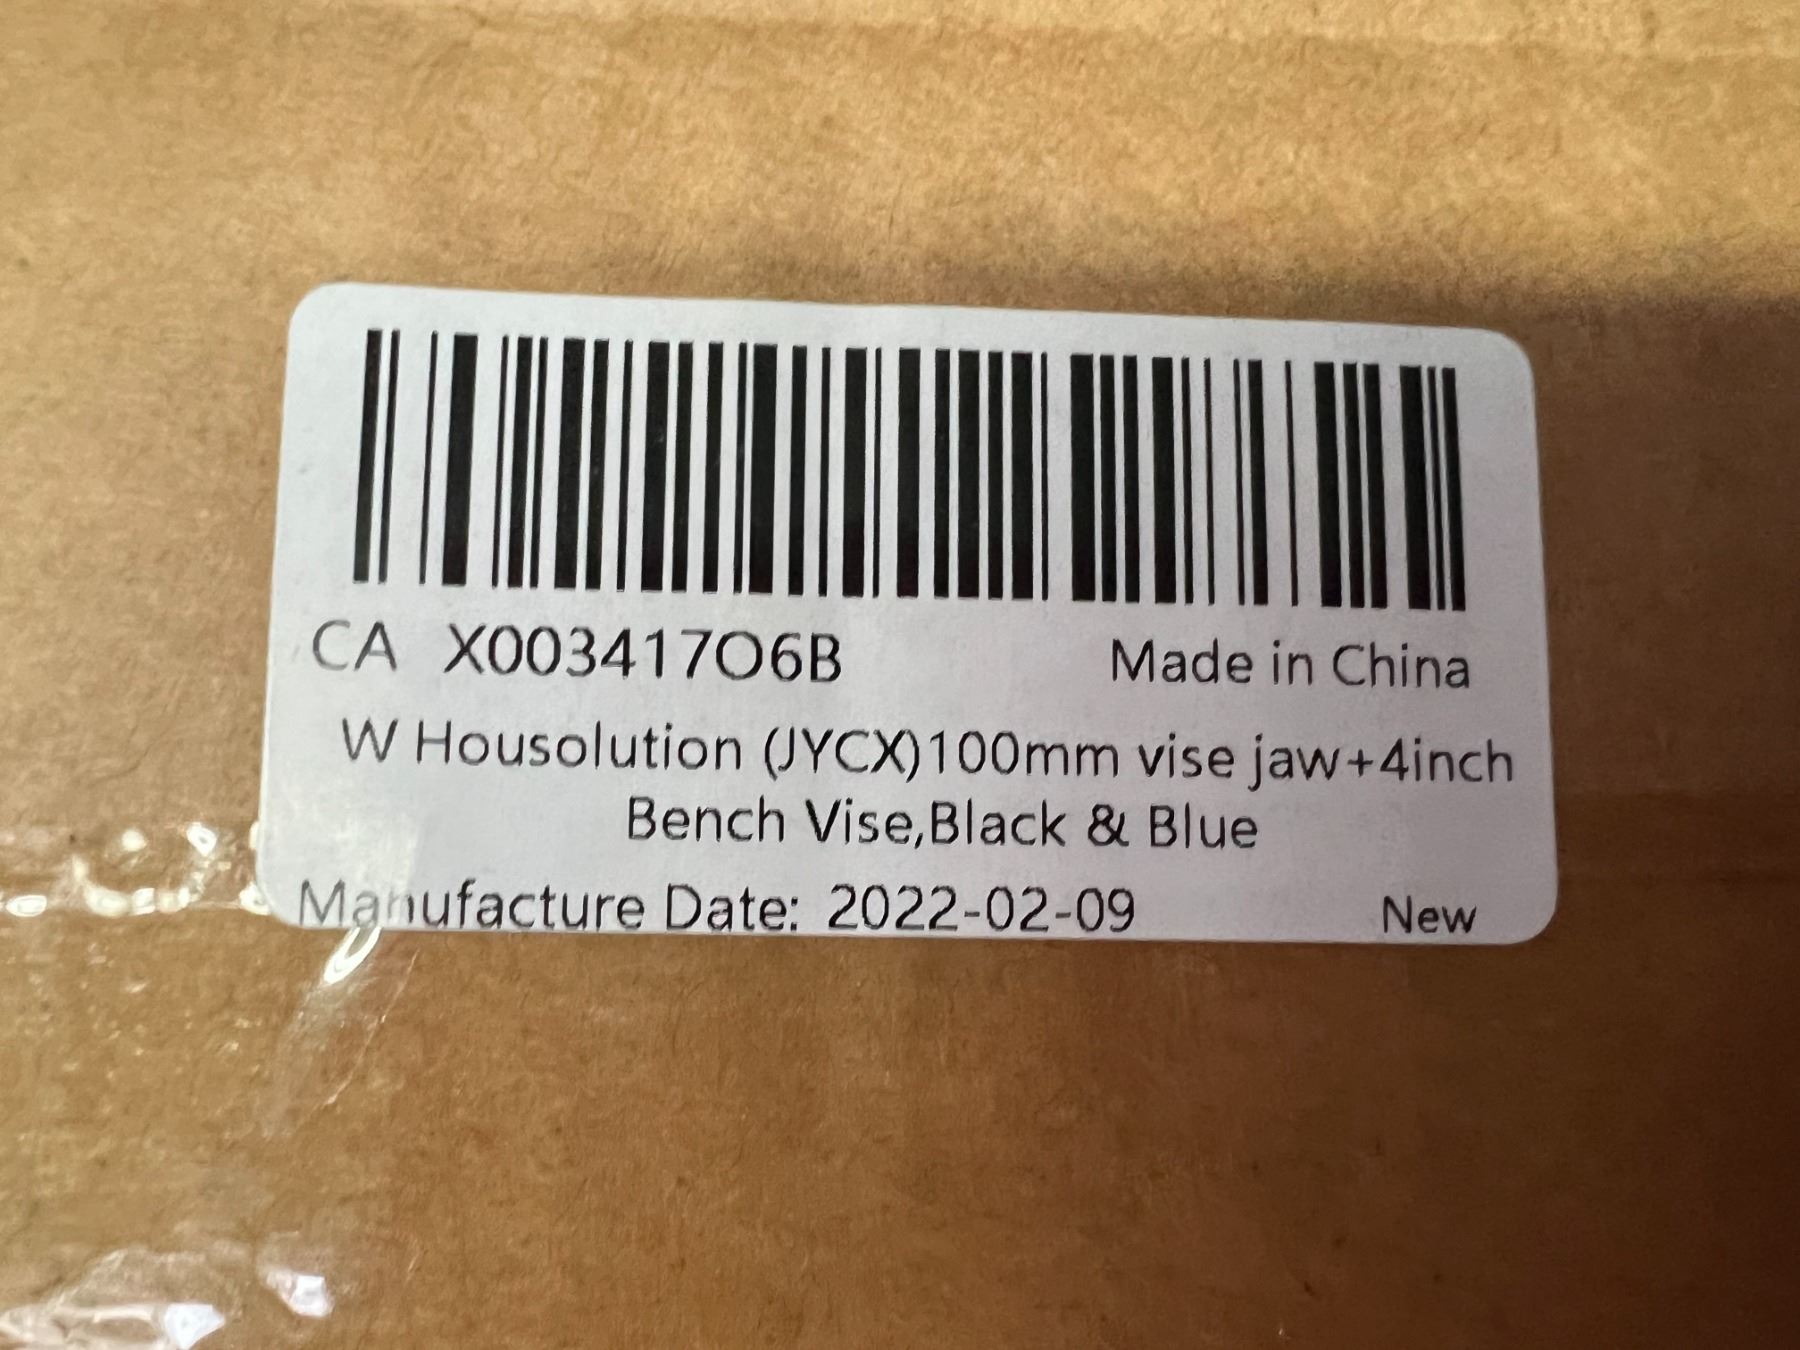 CA X003417O6B Made in China
W Housolution (JYCX)100mm vise jaw+4inch
Bench Vise,Black & Blue
Manufacture Date: 2022-02-09 New